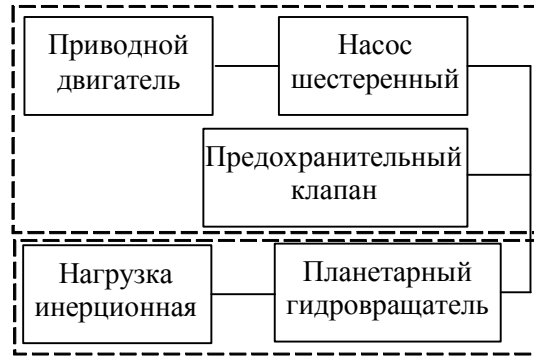 Приводной
двигатель
Насос
шестеренный
Предохранительный
клапан
Нагрузка
инерционная
Планетарный
гидровращатель